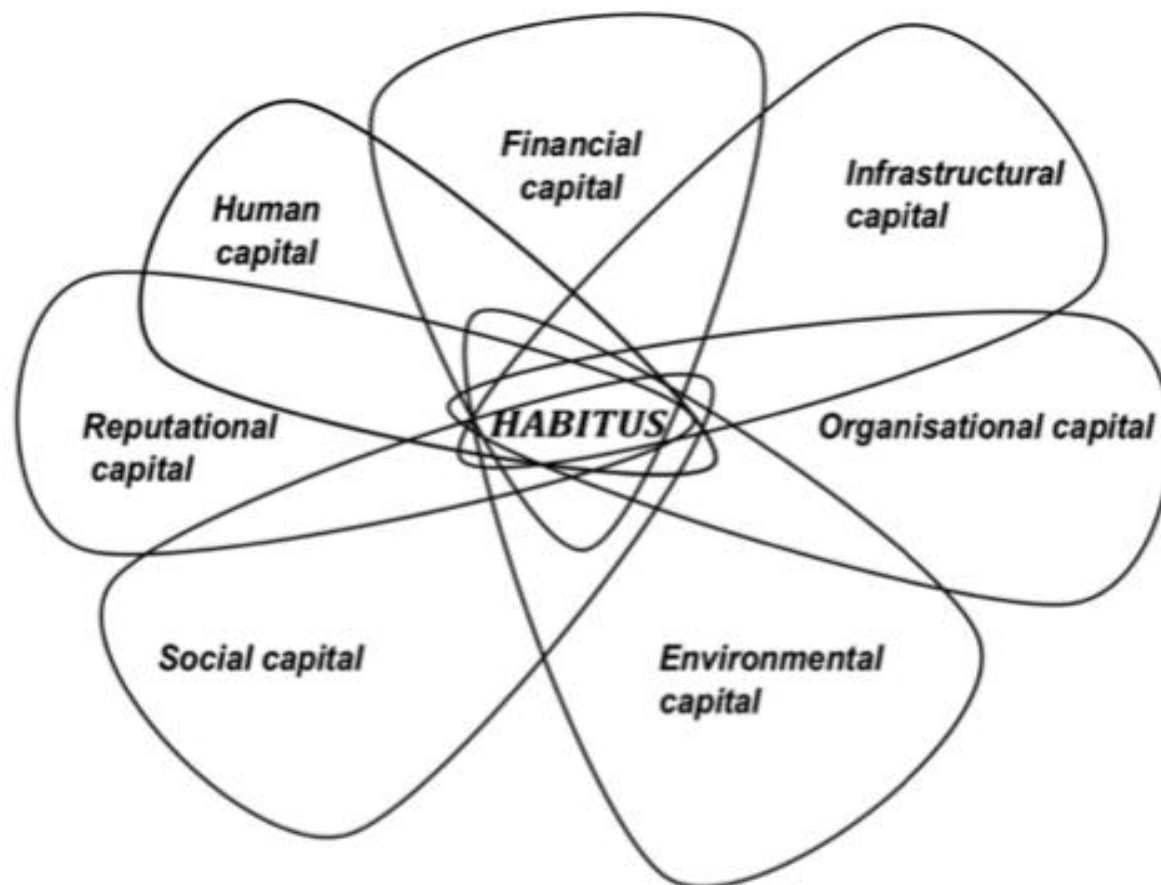 Financial
capital
Infrastructural
capital
Human
capital
HABITUS
Reputational
capital
Organisational capital
Social capital
Environmental
capital